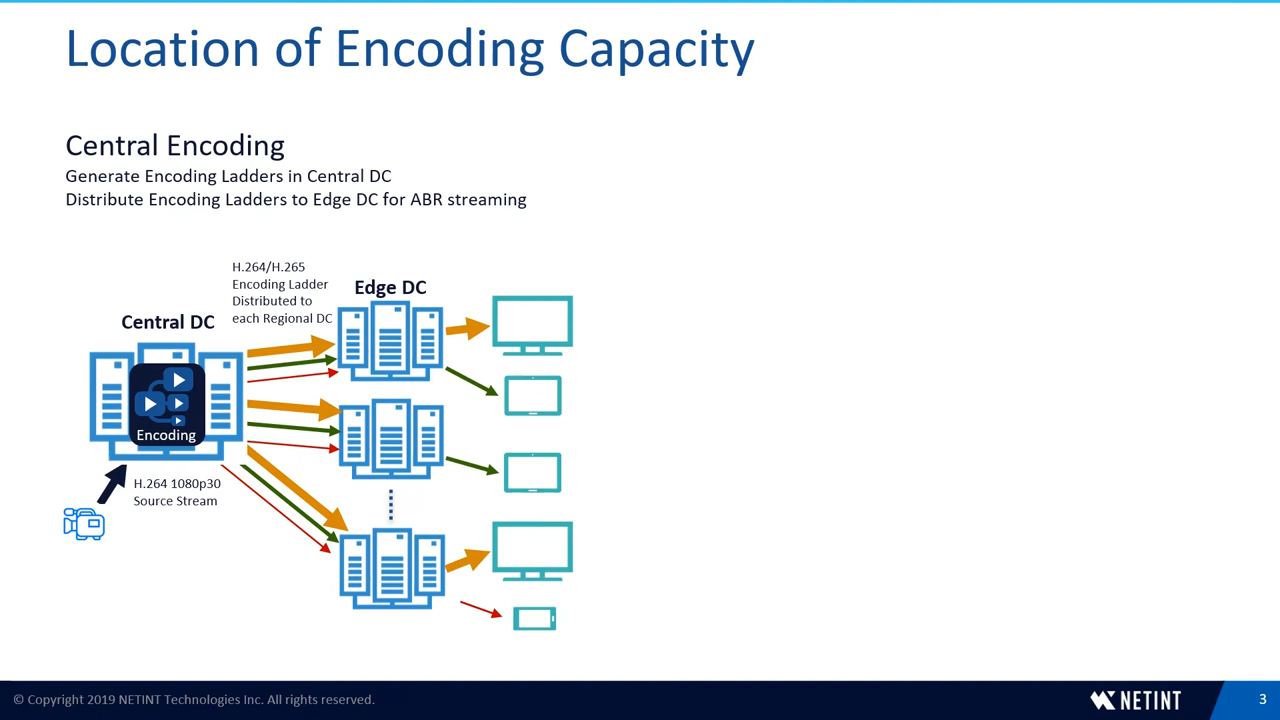 Location of Encoding Capacity
Central Encoding
Generate Encoding Ladders in Central DC
Distribute Encoding Ladders to Edge DC for ABR streaming
H.264/H.265
Encoding Ladder
Distributed to
each Regional DC
Edge DC
Central DC
Encoding
H.264 1080p30
Source Stream
© Copyright 2019 NETINT Technologies Inc. All rights reserved.
NETINT
3